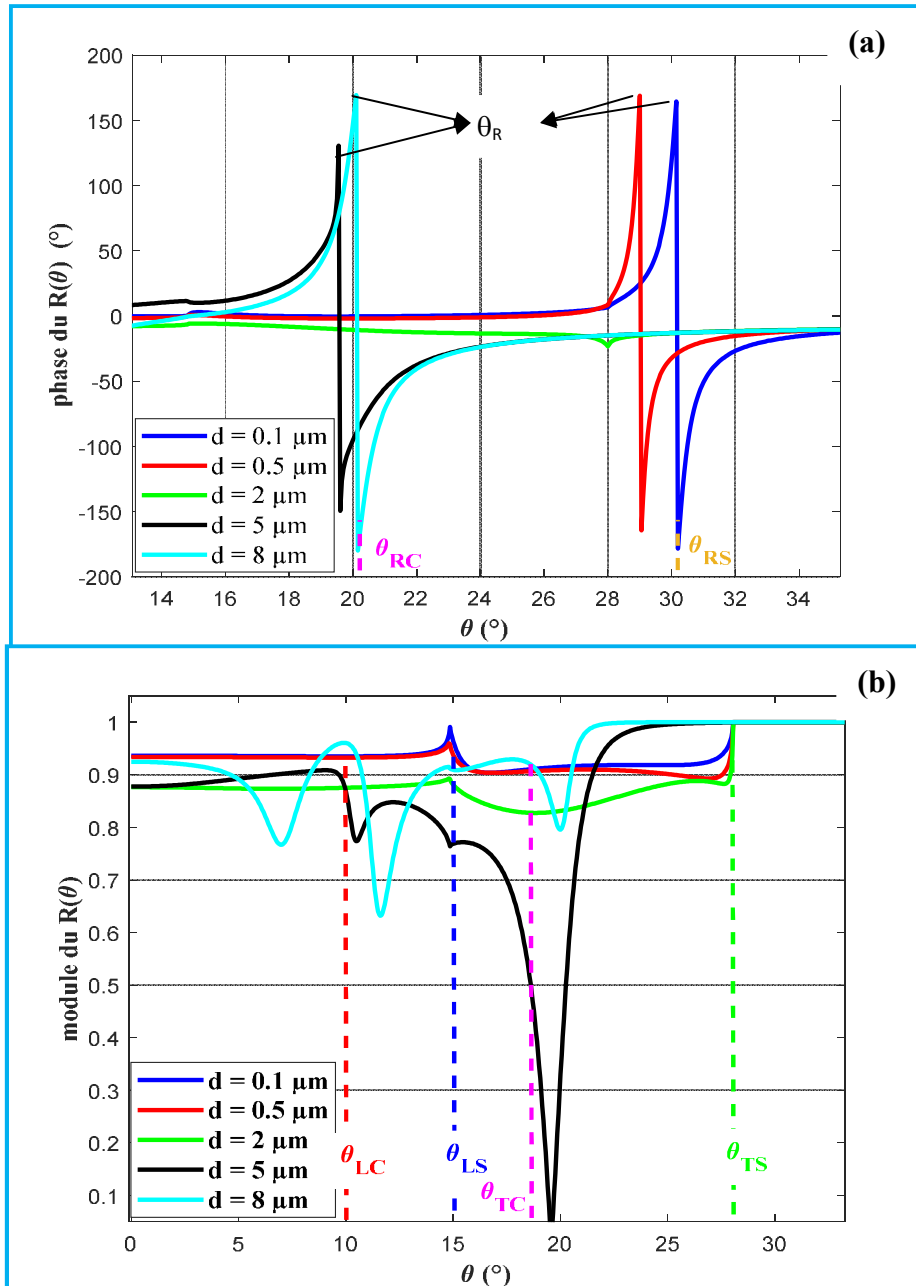 (a)
200
150
100
50
0
-50
-100
-150
-200
phase du R(θ) (°)
θR
d = 0.1 µm
d = 0.5 µm
d = 2 µm
d = 5 µm
d = 8 µm
θRC
θRS
14 16 18 20 22 24 26 28 30 32 34
θ (°)
(b)
1
0.9
0.8
0.7
0.6
0.5
0.4
0.3
0.2
0.1
module du R(θ)
d = 0.1 µm
d = 0.5 µm
d = 2 µm
d = 5 µm
d = 8 µm
θLC
θLS
θTC
θTS
0 5 10 15 20 25 30
θ (°)